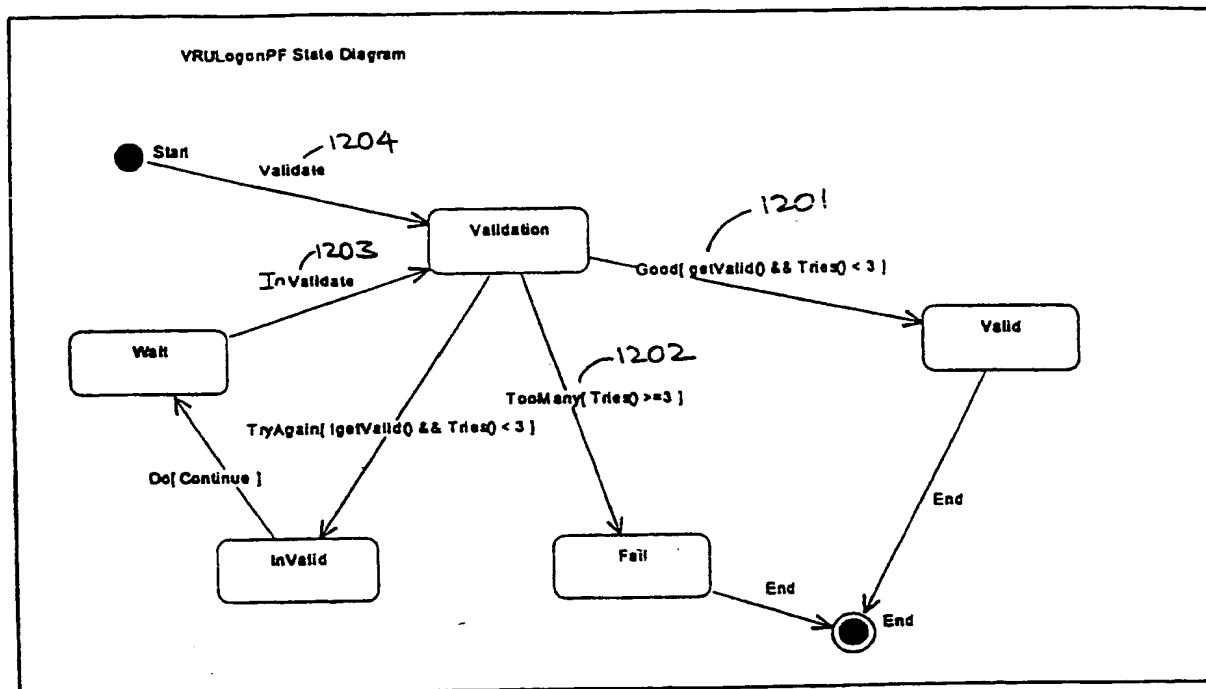 VRULogonPF State Diagram
Start
Validate
1204
Validation
1201
Good[ getValid() && Tries() < 3 ]
1203
InValidate
Valid
Wait
1202
TooMany[ Tries() >=3 ]
TryAgain[ !getValid() && Tries() < 3 ]
Do[ Continue ]
End
InValid
Fail
End
End